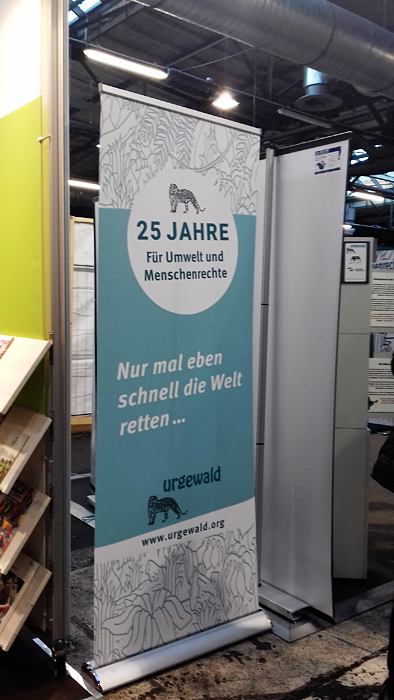 25 JAHRE
Für Umwelt und
Menschenrechte
Nur mal eben
schnell die Welt
retten ...
urgewald
www.urgewald.org